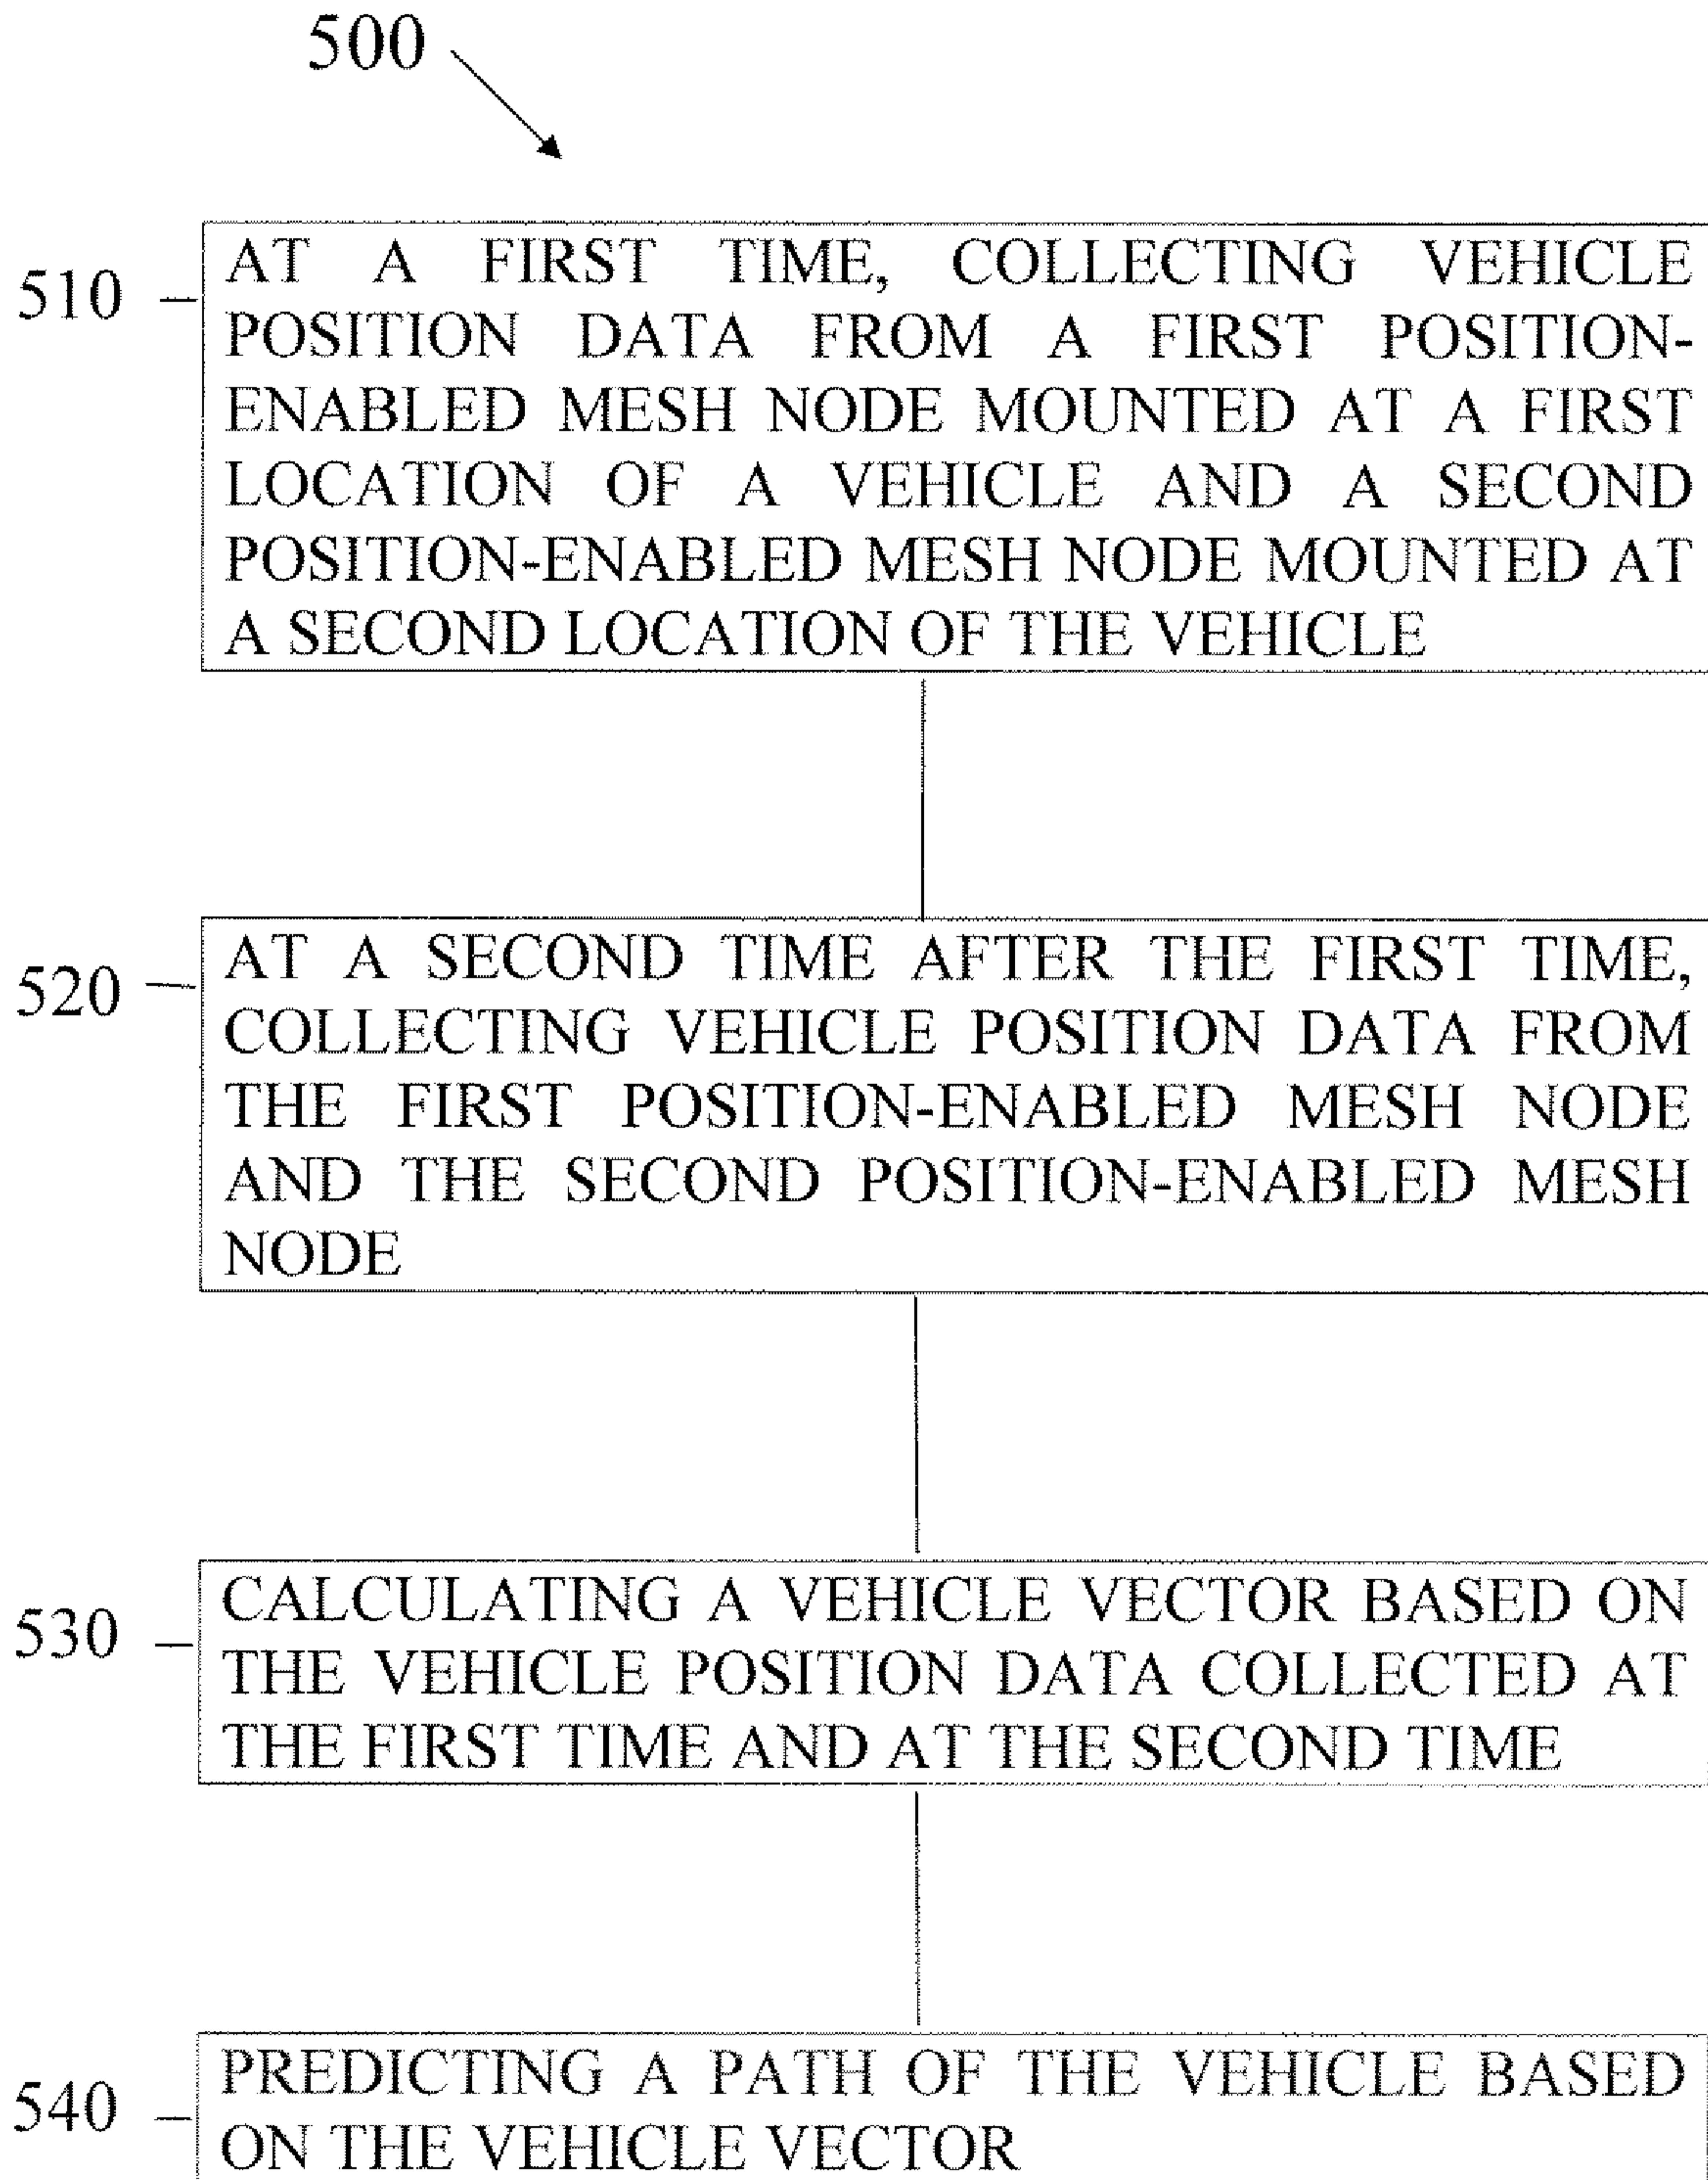 500
510
AT A FIRST TIME, COLLECTING VEHICLE
POSITION DATA FROM A FIRST POSITION-
ENABLED MESH NODE MOUNTED AT A FIRST
LOCATION OF A VEHICLE AND A SECOND
POSITION-ENABLED MESH NODE MOUNTED AT
A SECOND LOCATION OF THE VEHICLE
520
AT A SECOND TIME AFTER THE FIRST TIME,
COLLECTING VEHICLE POSITION DATA FROM
THE FIRST POSITION-ENABLED MESH NODE
AND THE SECOND POSITION-ENABLED MESH
NODE
530
CALCULATING A VEHICLE VECTOR BASED ON
THE VEHICLE POSITION DATA COLLECTED AT
THE FIRST TIME AND AT THE SECOND TIME
540
PREDICTING A PATH OF THE VEHICLE BASED
ON THE VEHICLE VECTOR